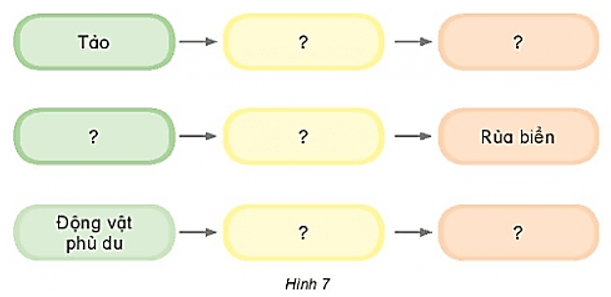 Tảo
?
?
?
?
Rùa biển
Động vật
phù du
?
?
Hình 7